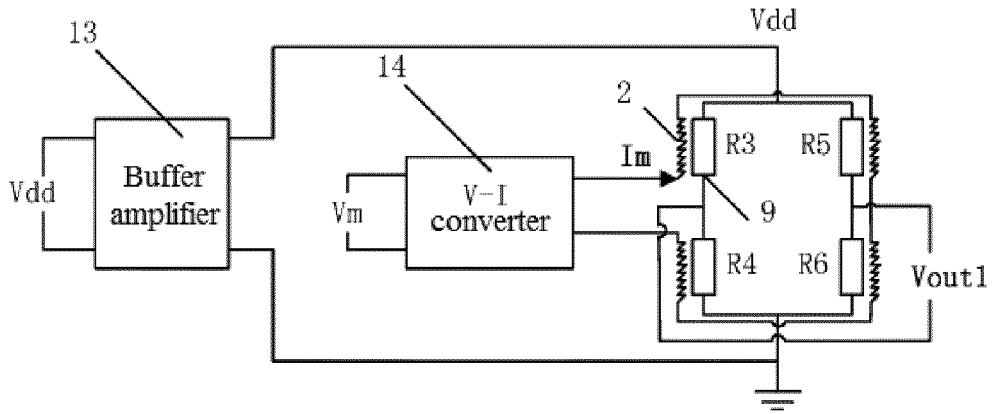 Vdd
13
14
2
Im
R3
R5
Buffer
amplifier
Vdd
Vm
V-I
converter
9
R4
R6
Vout1